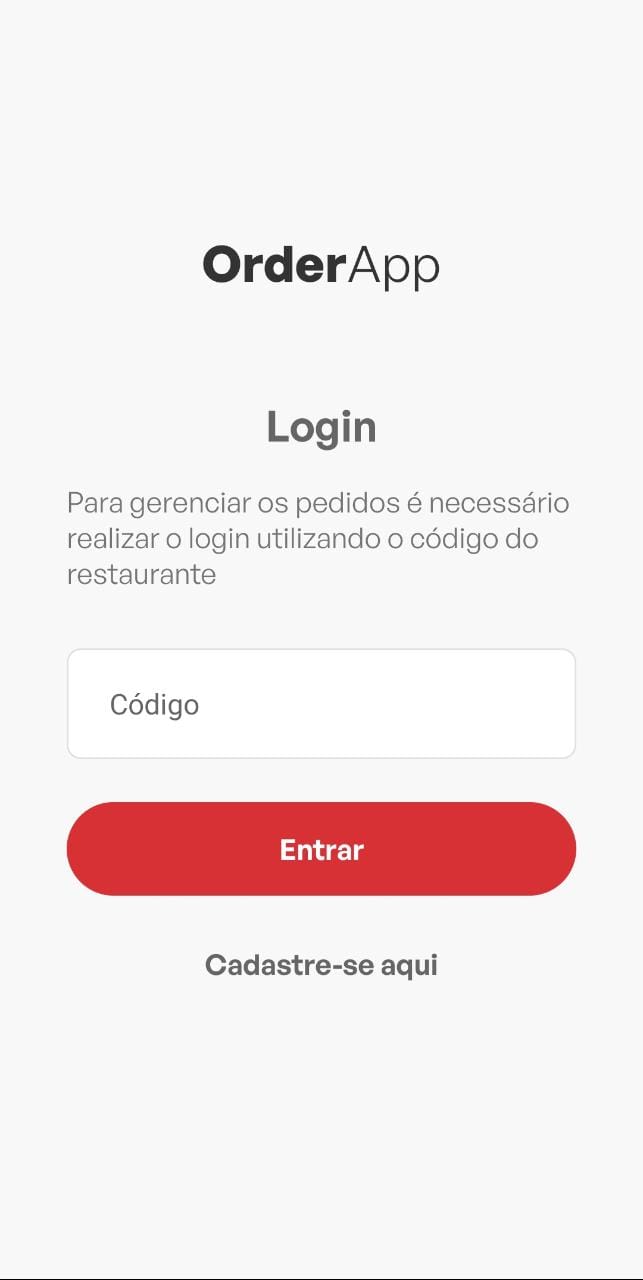 OrderApp
Login
Para gerenciar os pedidos é necessário
realizar o login utilizando o código do
restaurante
Código
Entrar
Cadastre-se aqui